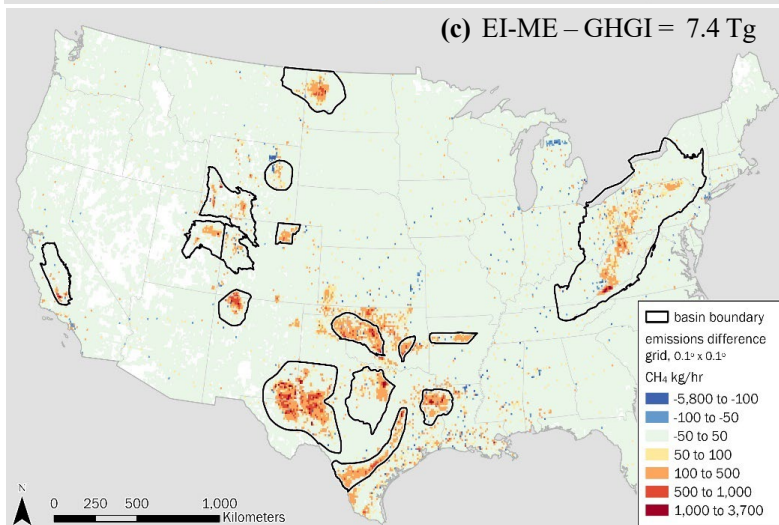 (c) EI-ME – GHGI = 7.4 Tg
basin boundary
emissions difference
grid, 0.1° x 0.1°
CH₄ kg/hr
-5,800 to -100
-100 to -50
-50 to 50
50 to 100
100 to 500
500 to 1,000
1,000 to 3,700
N
0 250 500 1,000
Kilometers